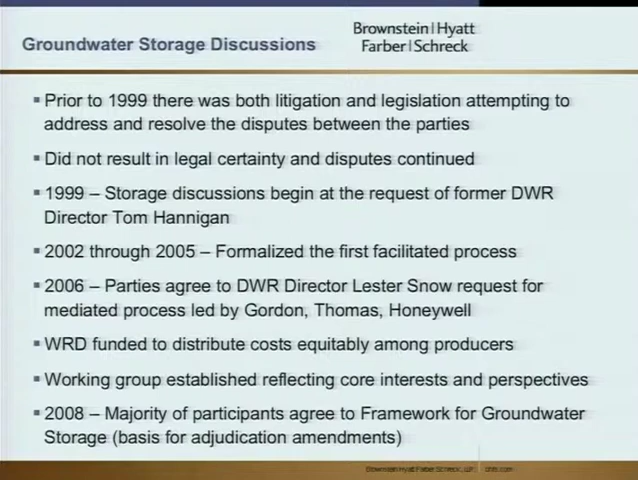 Groundwater Storage Discussions
Brownstein|Hyatt
Farber|Schreck
▪ Prior to 1999 there was both litigation and legislation attempting to
address and resolve the disputes between the parties
▪ Did not result in legal certainty and disputes continued
▪ 1999 – Storage discussions begin at the request of former DWR
Director Tom Hannigan
▪ 2002 through 2005 – Formalized the first facilitated process
▪ 2006 – Parties agree to DWR Director Lester Snow request for
mediated process led by Gordon, Thomas, Honeywell
▪ WRD funded to distribute costs equitably among producers
▪ Working group established reflecting core interests and perspectives
▪ 2008 – Majority of participants agree to Framework for Groundwater
Storage (basis for adjudication amendments)
Brownstein Hyatt Farber Schreck, LLP